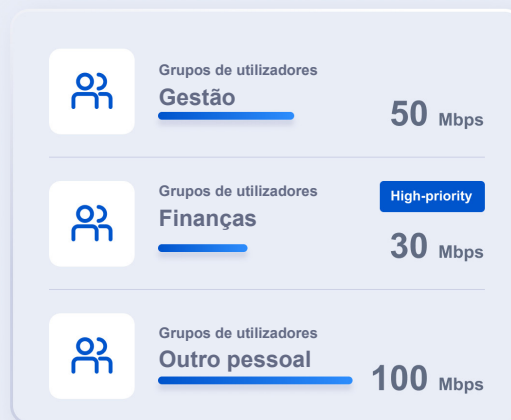 Grupos de utilizadores
Gestão
50 Mbps
Grupos de utilizadores
High-priority
Finanças
30 Mbps
Grupos de utilizadores
Outro pessoal
100 Mbps